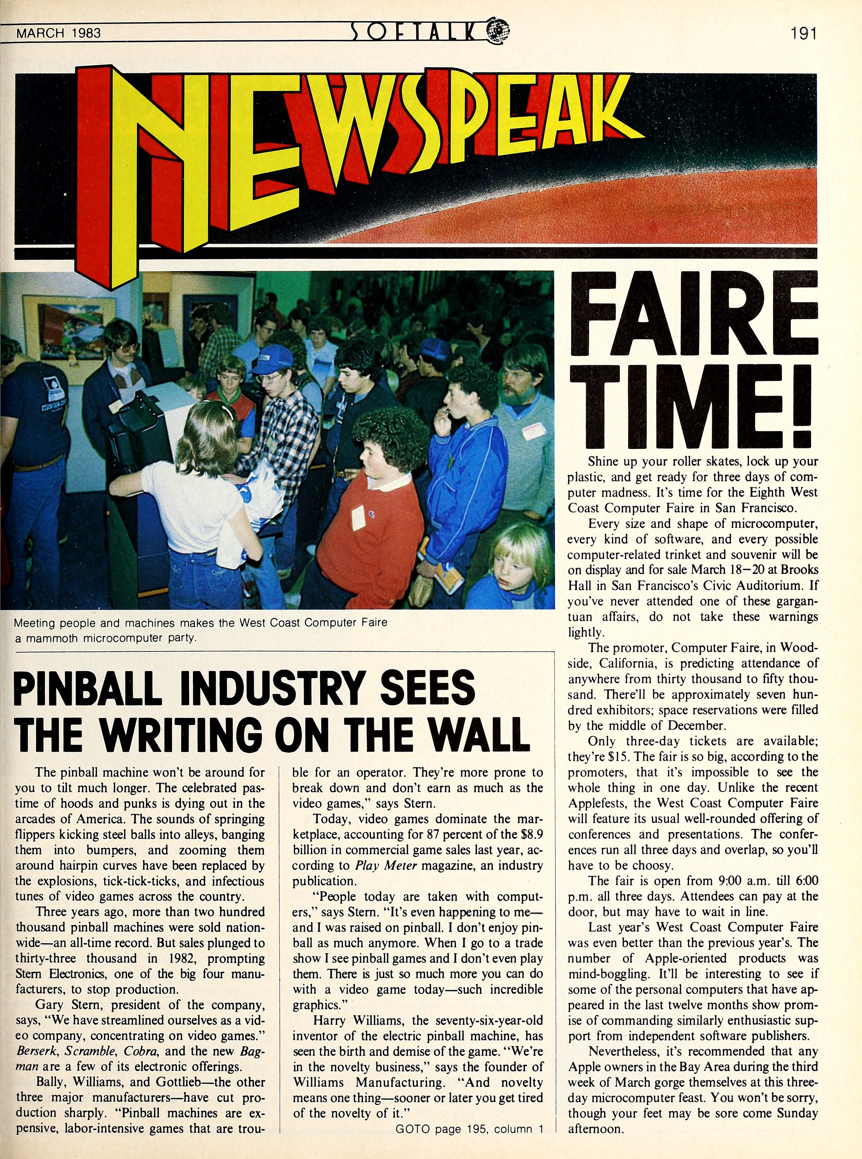 MARCH 1983
SOFTALK
191
NEWSPEAK
Meeting people and machines makes the West Coast Computer Faire
a mammoth microcomputer party.
PINBALL INDUSTRY SEES
THE WRITING ON THE WALL
The pinball machine won't be around for
you to tilt much longer. The celebrated pas-
time of hoods and punks is dying out in the
arcades of America. The sounds of springing
flippers kicking steel balls into alleys, banging
them into bumpers, and zooming them
around hairpin curves have been replaced by
the explosions, tick-tick-ticks, and infectious
tunes of video games across the country.
Three years ago, more than two hundred
thousand pinball machines were sold nation-
wide—an all-time record. But sales plunged to
thirty-three thousand in 1982, prompting
Stern Electronics, one of the big four manu-
facturers, to stop production.
Gary Stern, president of the company,
says, "We have streamlined ourselves as a vid-
eo company, concentrating on video games."
Berserk, Scramble, Cobra, and the new Bag-
man are a few of its electronic offerings.
Bally, Williams, and Gottlieb—the other
three major manufacturers—have cut pro-
duction sharply. "Pinball machines are ex-
pensive, labor-intensive games that are trou-
ble for an operator. They're more prone to
break down and don't earn as much as the
video games," says Stern.
Today, video games dominate the mar-
ketplace, accounting for 87 percent of the $8.9
billion in commercial game sales last year, ac-
cording to Play Meter magazine, an industry
publication.
"People today are taken with comput-
ers," says Stern. "It's even happening to me—
and I was raised on pinball. I don't enjoy pin-
ball as much anymore. When I go to a trade
show I see pinball games and I don't even play
them. There is just so much more you can do
with a video game today—such incredible
graphics."
Harry Williams, the seventy-six-year-old
inventor of the electric pinball machine, has
seen the birth and demise of the game. "We're
in the novelty business," says the founder of
Williams Manufacturing. "And novelty
means one thing—sooner or later you get tired
of the novelty of it."
GOTO page 195, column 1
FAIRE
TIME!
Shine up your roller skates, lock up your
plastic, and get ready for three days of com-
puter madness. It's time for the Eighth West
Coast Computer Faire in San Francisco.
Every size and shape of microcomputer,
every kind of software, and every possible
computer-related trinket and souvenir will be
on display and for sale March 18–20 at Brooks
Hall in San Francisco's Civic Auditorium. If
you've never attended one of these gargan-
tuan affairs, do not take these warnings
lightly.
The promoter, Computer Faire, in Wood-
side, California, is predicting attendance of
anywhere from thirty thousand to fifty thou-
sand. There'll be approximately seven hun-
dred exhibitors; space reservations were filled
by the middle of December.
Only three-day tickets are available;
they're $15. The fair is so big, according to the
promoters, that it's impossible to see the
whole thing in one day. Unlike the recent
Applefests, the West Coast Computer Faire
will feature its usual well-rounded offering of
conferences and presentations. The confer-
ences run all three days and overlap, so you'll
have to be choosy.
The fair is open from 9:00 a.m. till 6:00
p.m. all three days. Attendees can pay at the
door, but may have to wait in line.
Last year's West Coast Computer Faire
was even better than the previous year's. The
number of Apple-oriented products was
mind-boggling. It'll be interesting to see if
some of the personal computers that have ap-
peared in the last twelve months show prom-
ise of commanding similarly enthusiastic sup-
port from independent software publishers.
Nevertheless, it's recommended that any
Apple owners in the Bay Area during the third
week of March gorge themselves at this three-
day microcomputer feast. You won't be sorry,
though your feet may be sore come Sunday
afternoon.